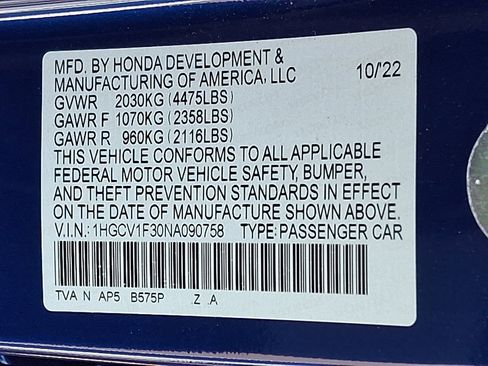 MFD. BY HONDA DEVELOPMENT &
MANUFACTURING OF AMERICA, LLC 10/'22
GVWR 2030KG (4475LBS)
GAWR F 1070KG (2358LBS)
GAWR R 960KG (2116LBS)
THIS VEHICLE CONFORMS TO ALL APPLICABLE
FEDERAL MOTOR VEHICLE SAFETY, BUMPER,
AND THEFT PREVENTION STANDARDS IN EFFECT
ON THE DATE OF MANUFACTURE SHOWN ABOVE.
V.I.N.: 1HGCV1F30NA090758 TYPE: PASSENGER CAR
TVA N AP5 B575P .Z .A